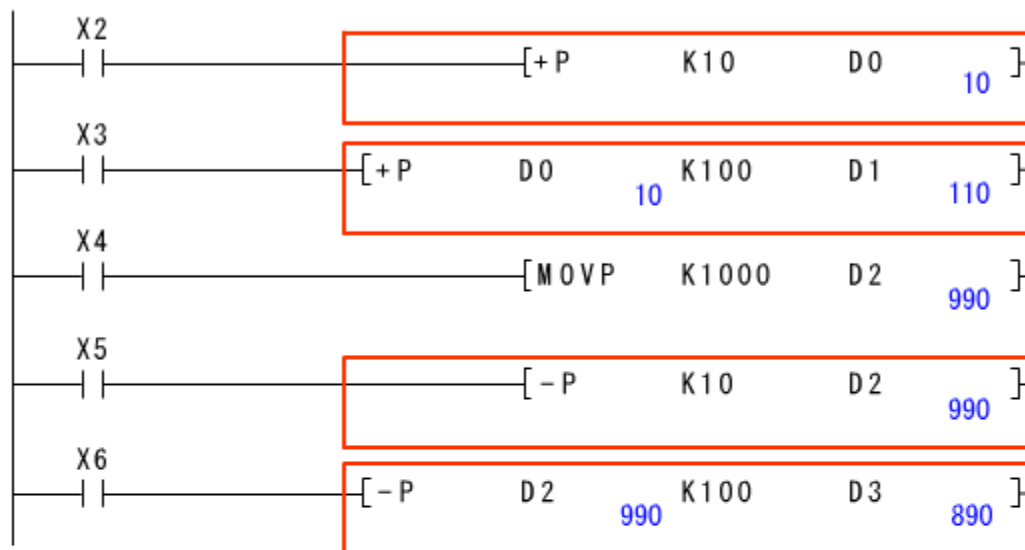 X2
[+P K10 D0 10 ]
X3
[+P D0 10 K100 D1 110 ]
X4
[MOVP K1000 D2 990 ]
X5
[-P K10 D2 990 ]
X6
[-P D2 990 K100 D3 890 ]